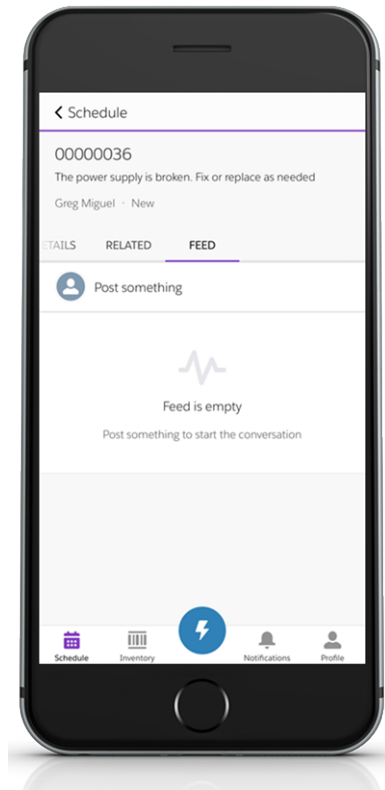 Schedule
00000036
The power supply is broken. Fix or replace as needed
Greg Miguel · New
ETAILS RELATED FEED
Post something
Feed is empty
Post something to start the conversation
Schedule Inventory Notifications Profile